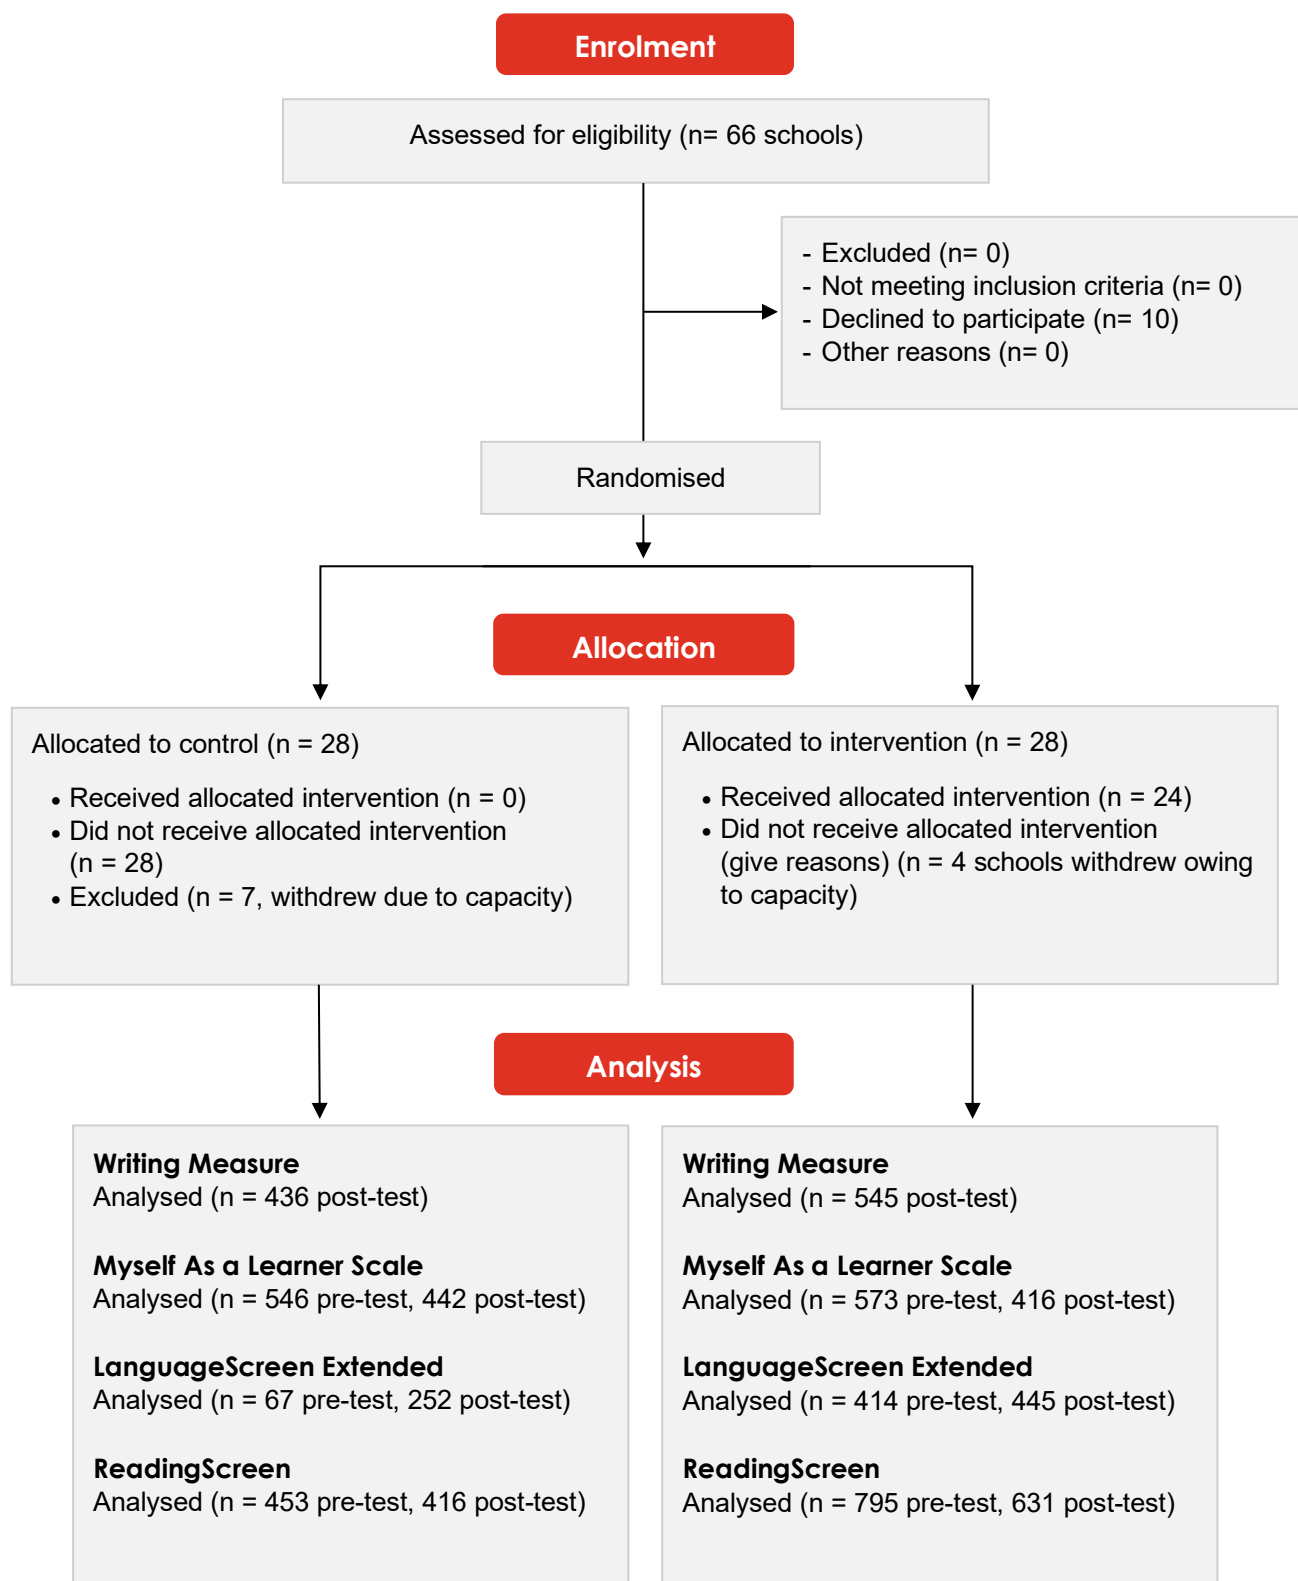 Enrolment
Assessed for eligibility (n= 66 schools)
- Excluded (n= 0)
- Not meeting inclusion criteria (n= 0)
- Declined to participate (n= 10)
- Other reasons (n= 0)
Randomised
Allocation
Allocated to control (n = 28)
• Received allocated intervention (n = 0)
• Did not receive allocated intervention
(n = 28)
• Excluded (n = 7, withdrew due to capacity)
Allocated to intervention (n = 28)
• Received allocated intervention (n = 24)
• Did not receive allocated intervention
(give reasons) (n = 4 schools withdrew owing
to capacity)
Analysis
Writing Measure
Analysed (n = 436 post-test)
Myself As a Learner Scale
Analysed (n = 546 pre-test, 442 post-test)
LanguageScreen Extended
Analysed (n = 67 pre-test, 252 post-test)
ReadingScreen
Analysed (n = 453 pre-test, 416 post-test)
Writing Measure
Analysed (n = 545 post-test)
Myself As a Learner Scale
Analysed (n = 573 pre-test, 416 post-test)
LanguageScreen Extended
Analysed (n = 414 pre-test, 445 post-test)
ReadingScreen
Analysed (n = 795 pre-test, 631 post-test)